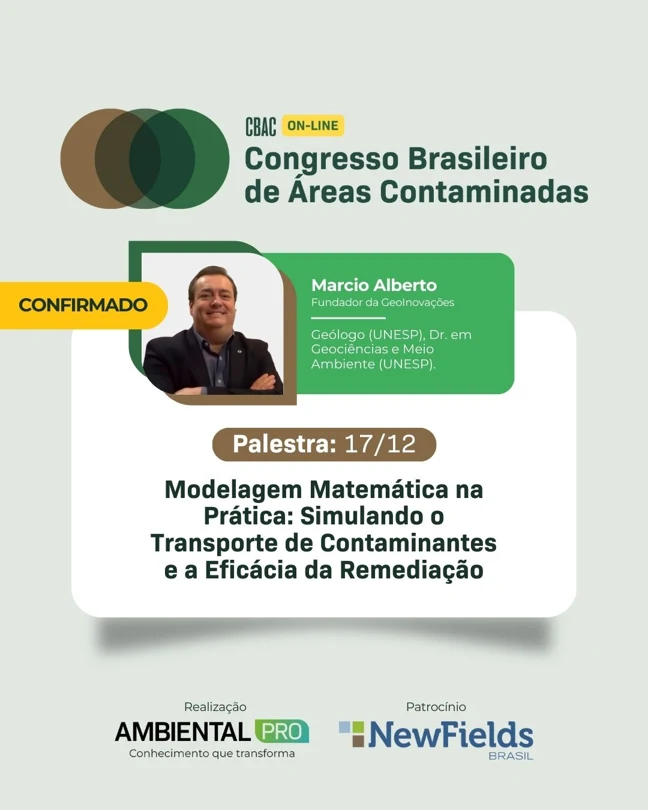 CBAC ON-LINE
Congresso Brasileiro
de Áreas Contaminadas
CONFIRMADO
Marcio Alberto
Fundador da GeoInovações
Geólogo (UNESP), Dr. em
Geociências e Meio
Ambiente (UNESP).
Palestra: 17/12
Modelagem Matemática na
Prática: Simulando o
Transporte de Contaminantes
e a Eficácia da Remediação
Realização
AMBIENTAL PRO
Conhecimento que transforma
Patrocínio
NewFields
BRASIL